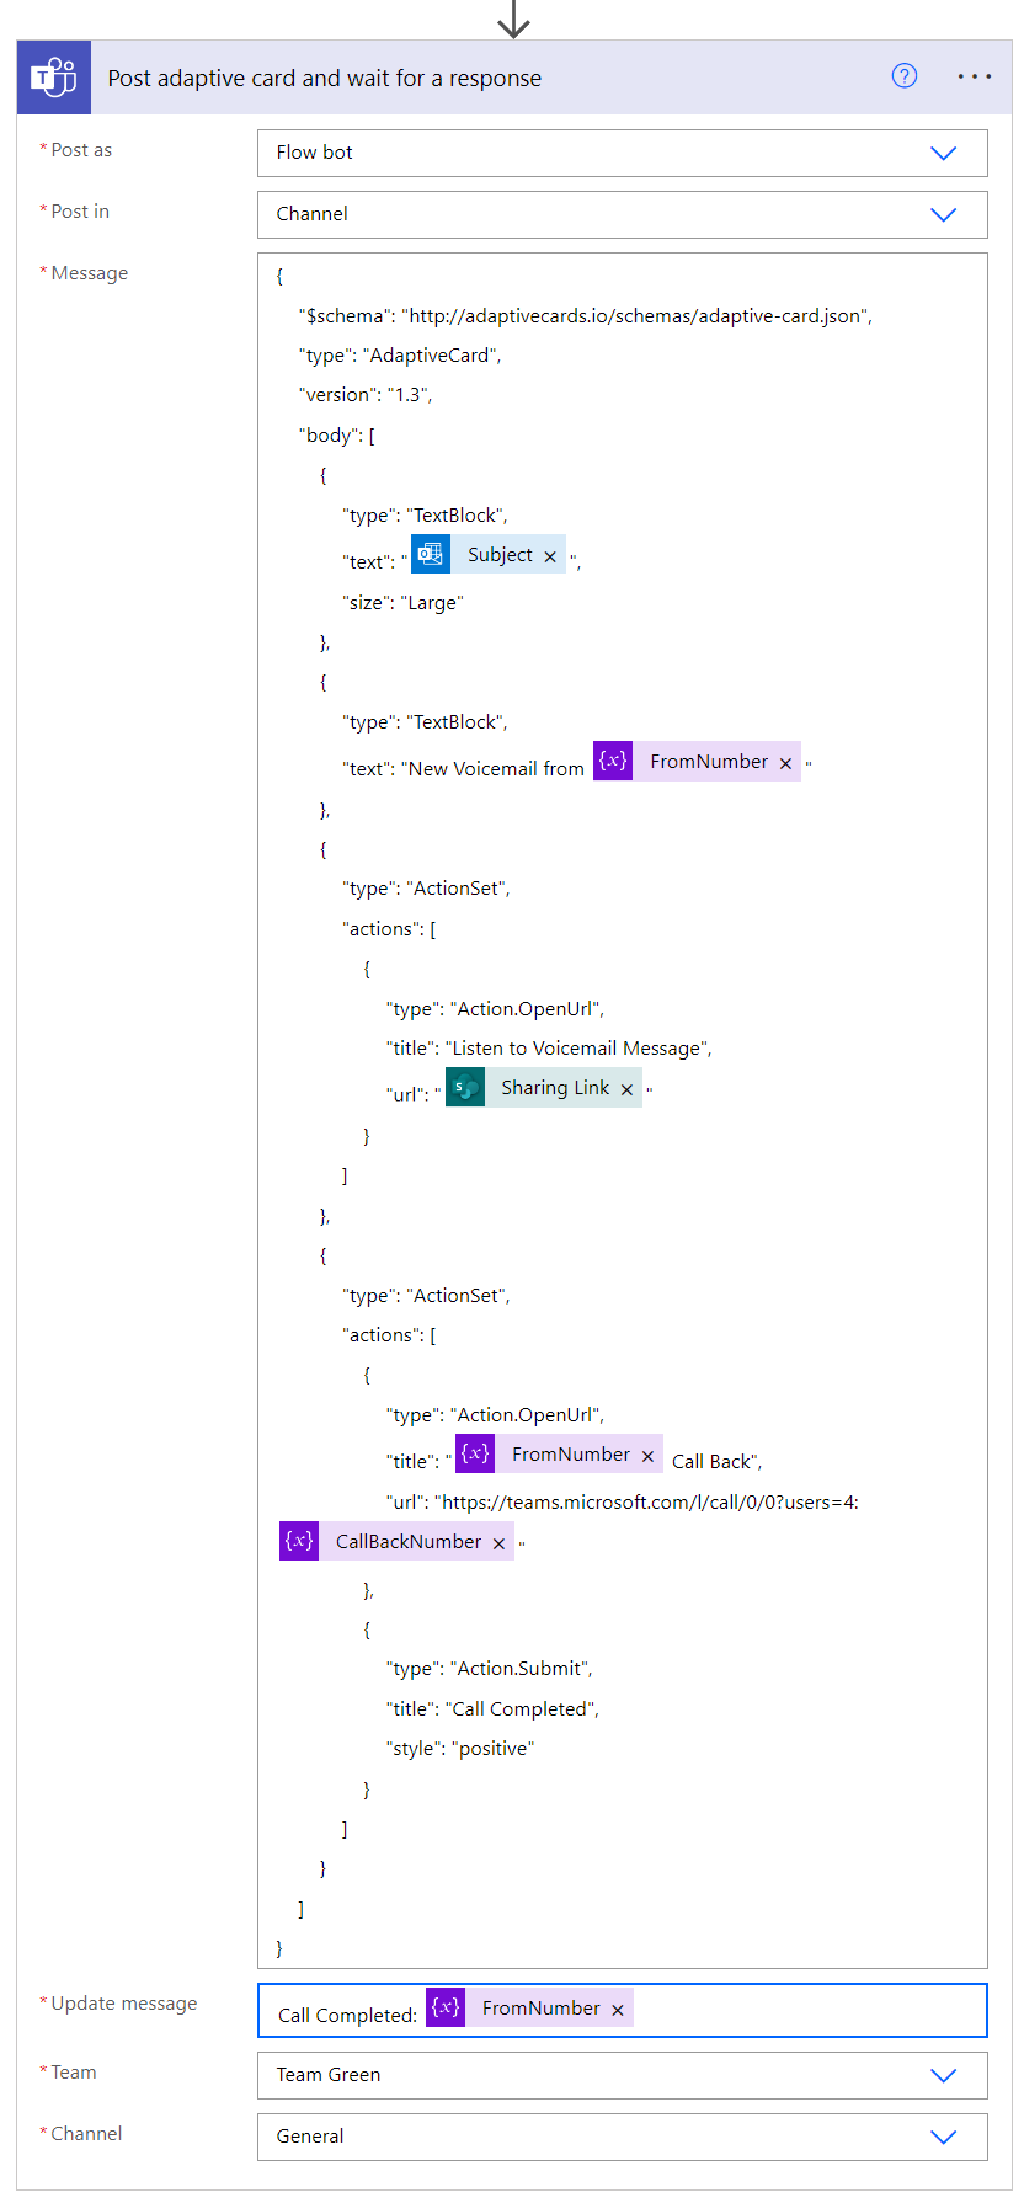 Post adaptive card and wait for a response
* Post as
Flow bot
* Post in
Channel
* Message
{
"$schema": "http://adaptivecards.io/schemas/adaptive-card.json",
"type": "AdaptiveCard",
"version": "1.3",
"body": [
{
"type": "TextBlock",
"text": " Subject × ",
"size": "Large"
},
{
"type": "TextBlock",
"text": "New Voicemail from {x} FromNumber × "
},
{
"type": "ActionSet",
"actions": [
{
"type": "Action.OpenUrl",
"title": "Listen to Voicemail Message",
"url": " Sharing Link × "
}
]
},
{
"type": "ActionSet",
"actions": [
{
"type": "Action.OpenUrl",
"title": " {x} FromNumber × Call Back",
"url": "https://teams.microsoft.com/l/call/0/0?users=4:
{x} CallBackNumber × "
},
{
"type": "Action.Submit",
"title": "Call Completed",
"style": "positive"
}
]
}
]
}
* Update message
Call Completed: {x} FromNumber ×
* Team
Team Green
* Channel
General